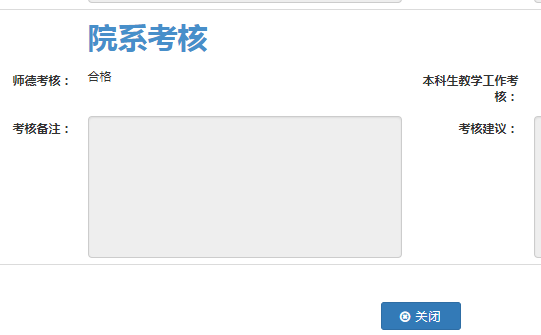 院系考核
师德考核：
合格
本科生教学工作考
核：
考核备注：
考核建议：
关闭